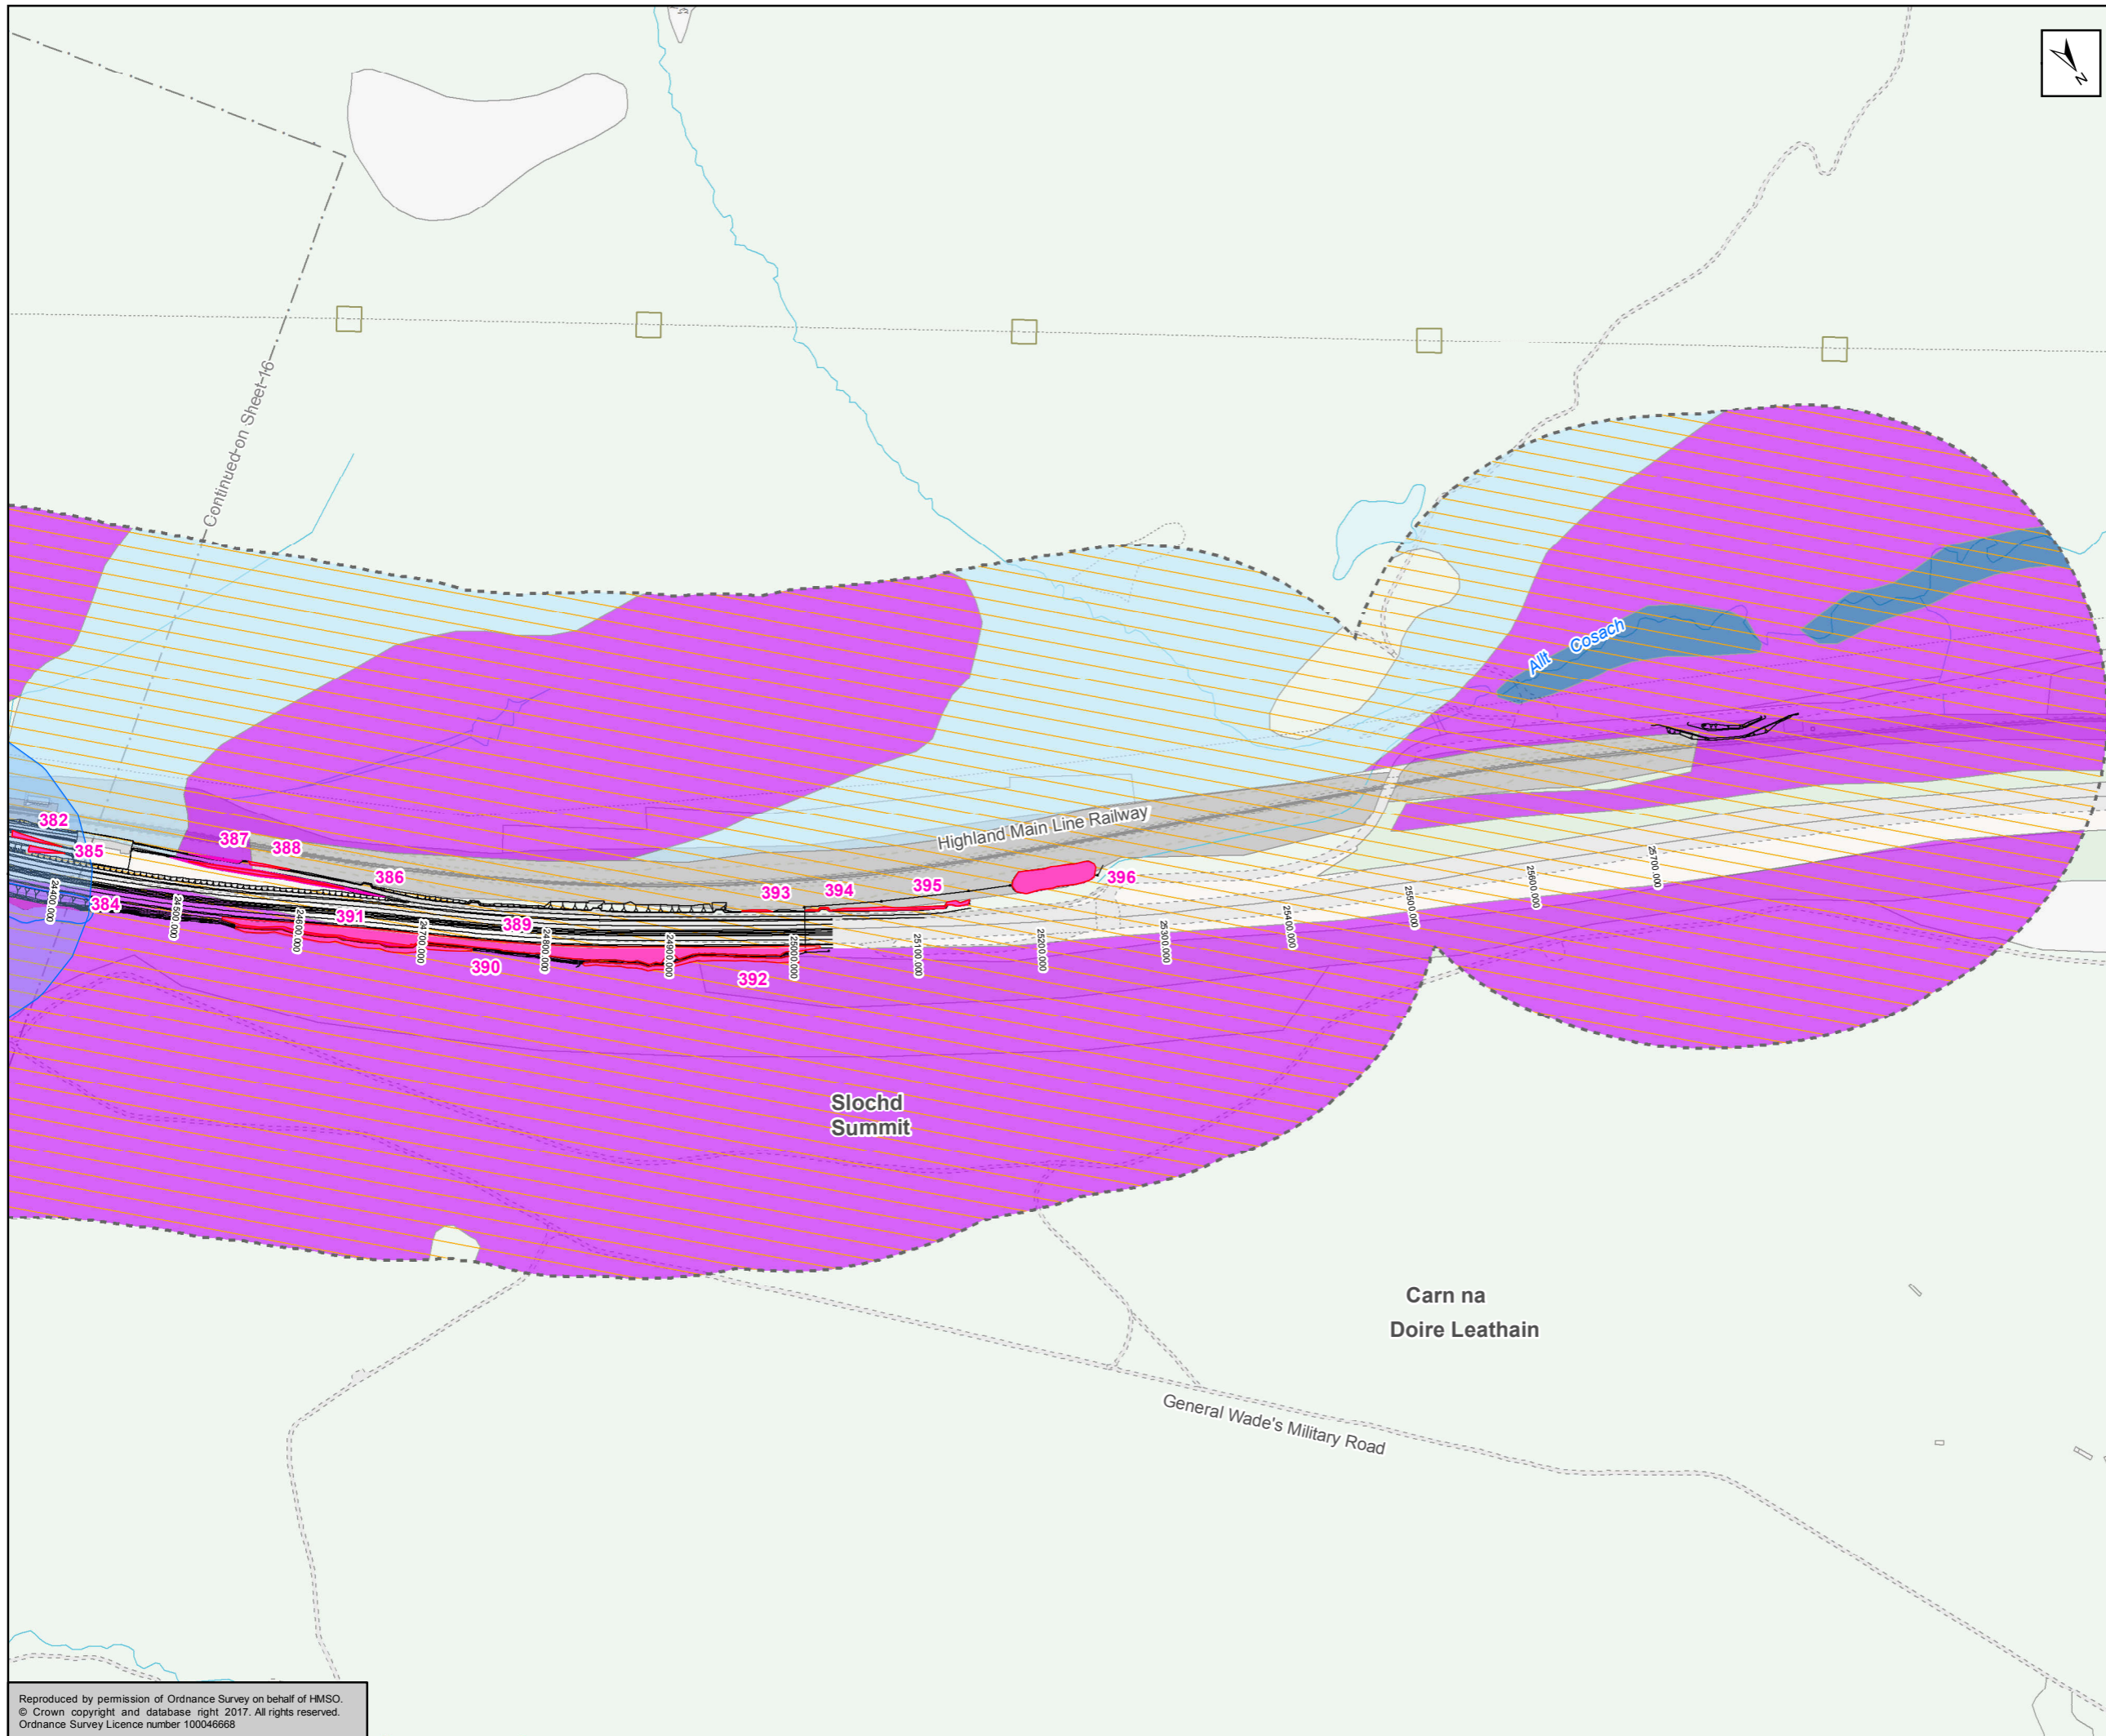 N
Continued on Sheet 16
Allt Cosach
Highland Main Line Railway
382
385
387
388
386
384
391
389
390
393
394
395
396
392
24400.000
24500.000
24600.000
24700.000
24800.000
24900.000
25000.000
25100.000
25200.000
25300.000
25400.000
25500.000
25600.000
25700.000
Slochd
Summit
Carn na
Doire Leathain
General Wade's Military Road
Reproduced by permission of Ordnance Survey on behalf of HMSO.
© Crown copyright and database right 2017. All rights reserved.
Ordnance Survey Licence number 100046668